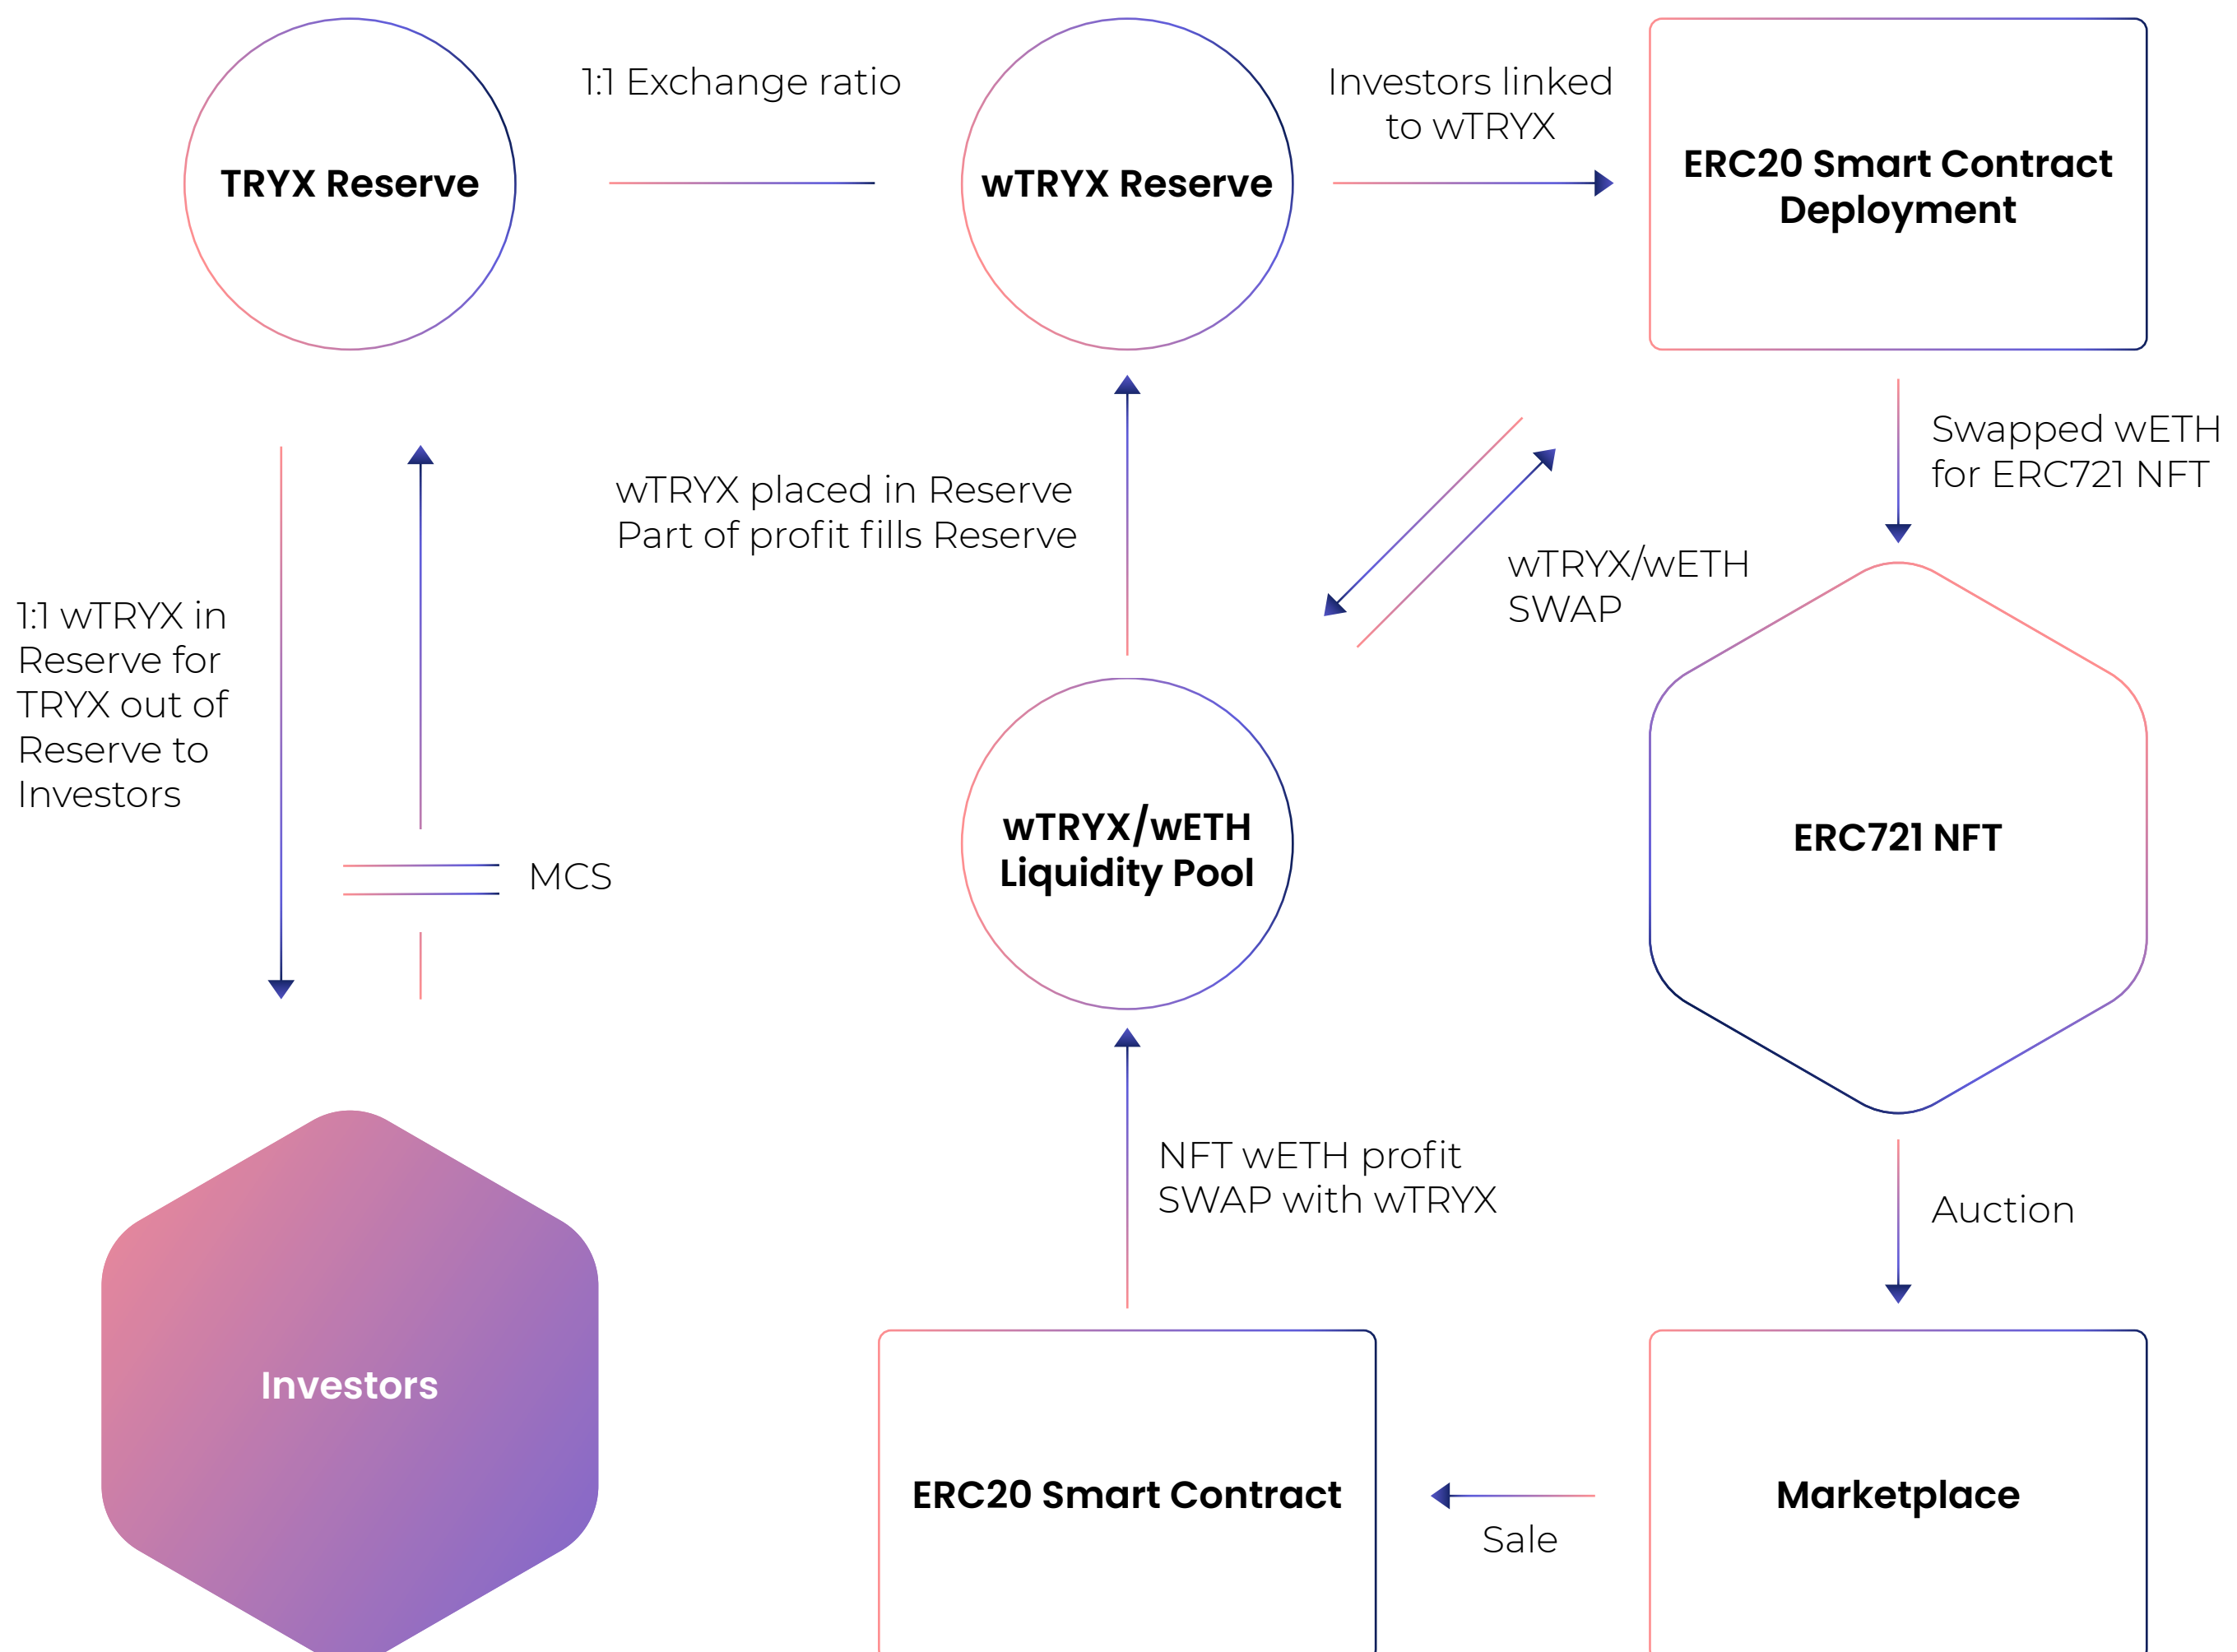 TRYX Reserve
1:1 Exchange ratio
wTRYX Reserve
Investors linked
to wTRYX
ERC20 Smart Contract
Deployment
1:1 wTRYX in
Reserve for
TRYX out of
Reserve to
Investors
MCS
wTRYX placed in Reserve
Part of profit fills Reserve
wTRYX/wETH
SWAP
Swapped wETH
for ERC721 NFT
wTRYX/wETH
Liquidity Pool
ERC721 NFT
NFT wETH profit
SWAP with wTRYX
Auction
Investors
ERC20 Smart Contract
Sale
Marketplace